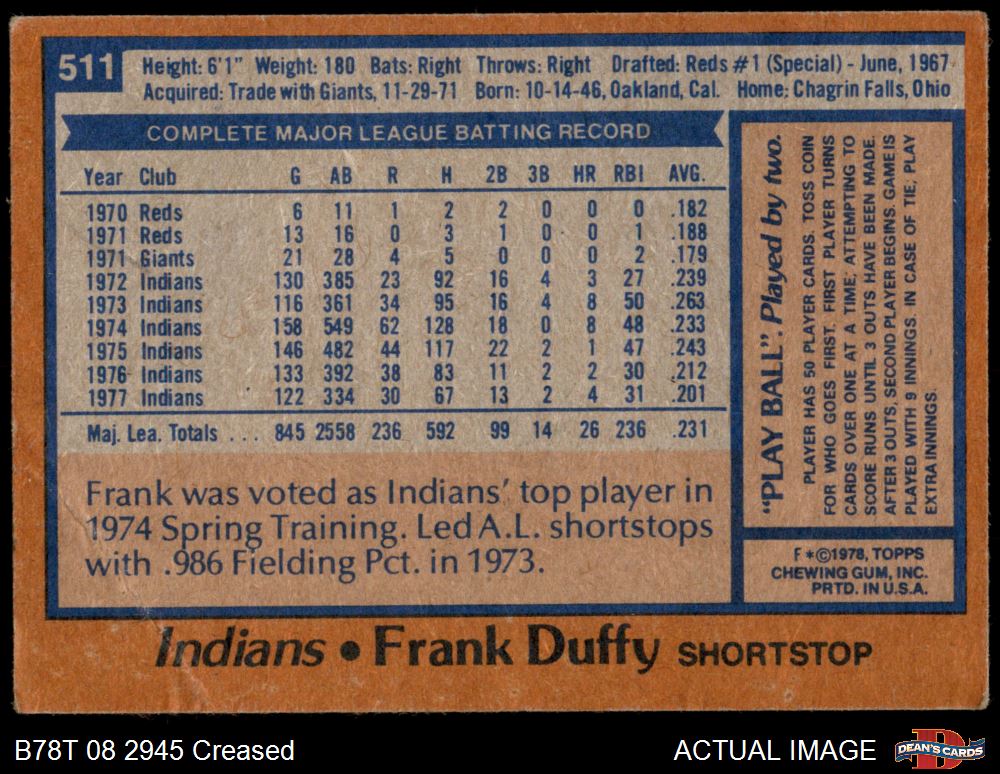 511
Height: 6'1" Weight: 180 Bats: Right Throws: Right Drafted: Reds #1 (Special) - June, 1967
Acquired: Trade with Giants, 11-29-71 Born: 10-14-46, Oakland, Cal. Home: Chagrin Falls, Ohio
COMPLETE MAJOR LEAGUE BATTING RECORD
Year Club G AB R H 2B 3B HR RBI AVG.
1970 Reds 6 11 1 2 2 0 0 0 .182
1971 Reds 13 16 0 3 1 0 0 1 .188
1971 Giants 21 28 4 5 0 0 0 2 .179
1972 Indians 130 385 23 92 16 4 3 27 .239
1973 Indians 116 361 34 95 16 4 8 50 .263
1974 Indians 158 549 62 128 18 0 8 48 .233
1975 Indians 146 482 44 117 22 2 1 47 .243
1976 Indians 133 392 38 83 11 2 2 30 .212
1977 Indians 122 334 30 67 13 2 4 31 .201
Maj. Lea. Totals . . . 845 2558 236 592 99 14 26 236 .231
Frank was voted as Indians' top player in
1974 Spring Training. Led A.L. shortstops
with .986 Fielding Pct. in 1973.
"PLAY BALL". Played by two.
PLAYER HAS 50 PLAYER CARDS. TOSS COIN
FOR WHO GOES FIRST. FIRST PLAYER TURNS
CARDS OVER ONE AT A TIME, ATTEMPTING TO
SCORE RUNS UNTIL 3 OUTS HAVE BEEN MADE.
AFTER 3 OUTS, SECOND PLAYER BEGINS. GAME IS
PLAYED WITH 9 INNINGS. IN CASE OF TIE, PLAY
EXTRA INNINGS.
F*©1978, TOPPS
CHEWING GUM, INC.
PRTD. IN U.S.A.
Indians • Frank Duffy SHORTSTOP
B78T 08 2945 Creased
ACTUAL IMAGE
D
DEAN'S CARDS